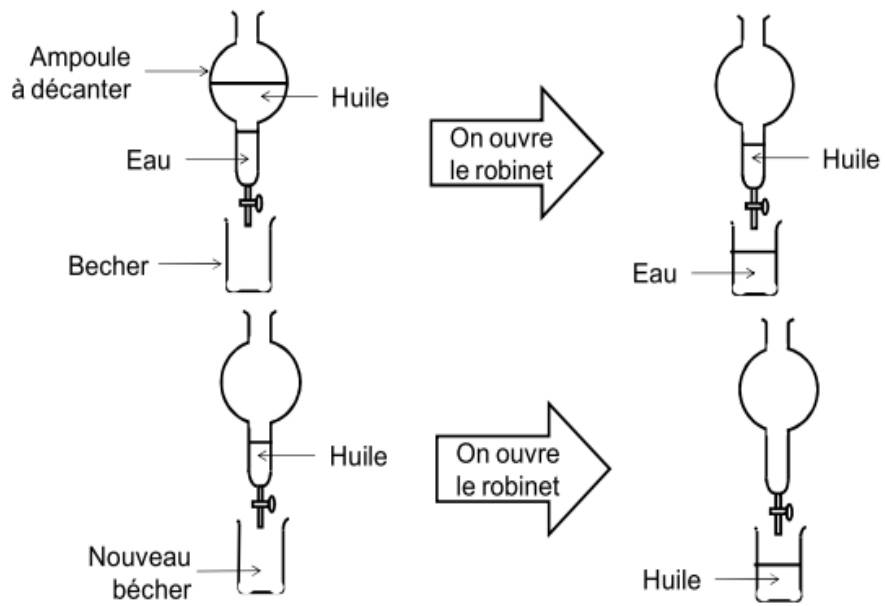 Ampoule
à décanter
Huile
Eau
Becher
On ouvre
le robinet
Huile
Eau
Huile
Nouveau
bécher
On ouvre
le robinet
Huile